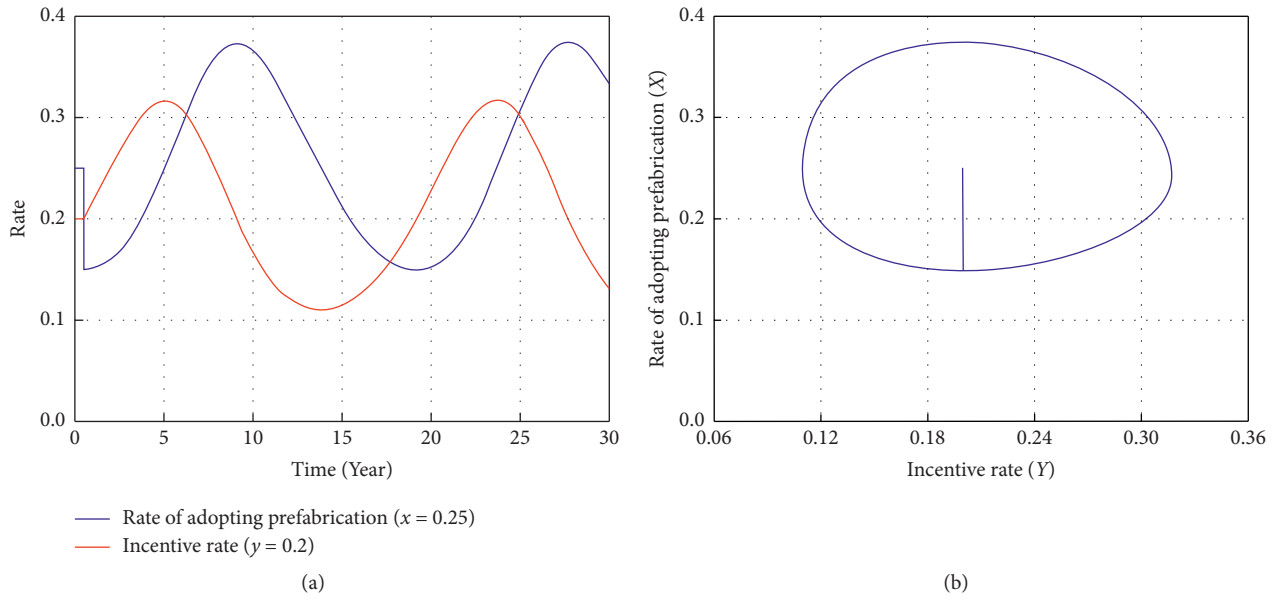 0.4
0.3
0.2
0.1
0.0
Rate
0 5 10 15 20 25 30
Time (Year)
Rate of adopting prefabrication (x = 0.25)
Incentive rate (y = 0.2)
(a)
0.4
0.3
0.2
0.1
0.0
Rate of adopting prefabrication (X)
0.06 0.12 0.18 0.24 0.30 0.36
Incentive rate (Y)
(b)